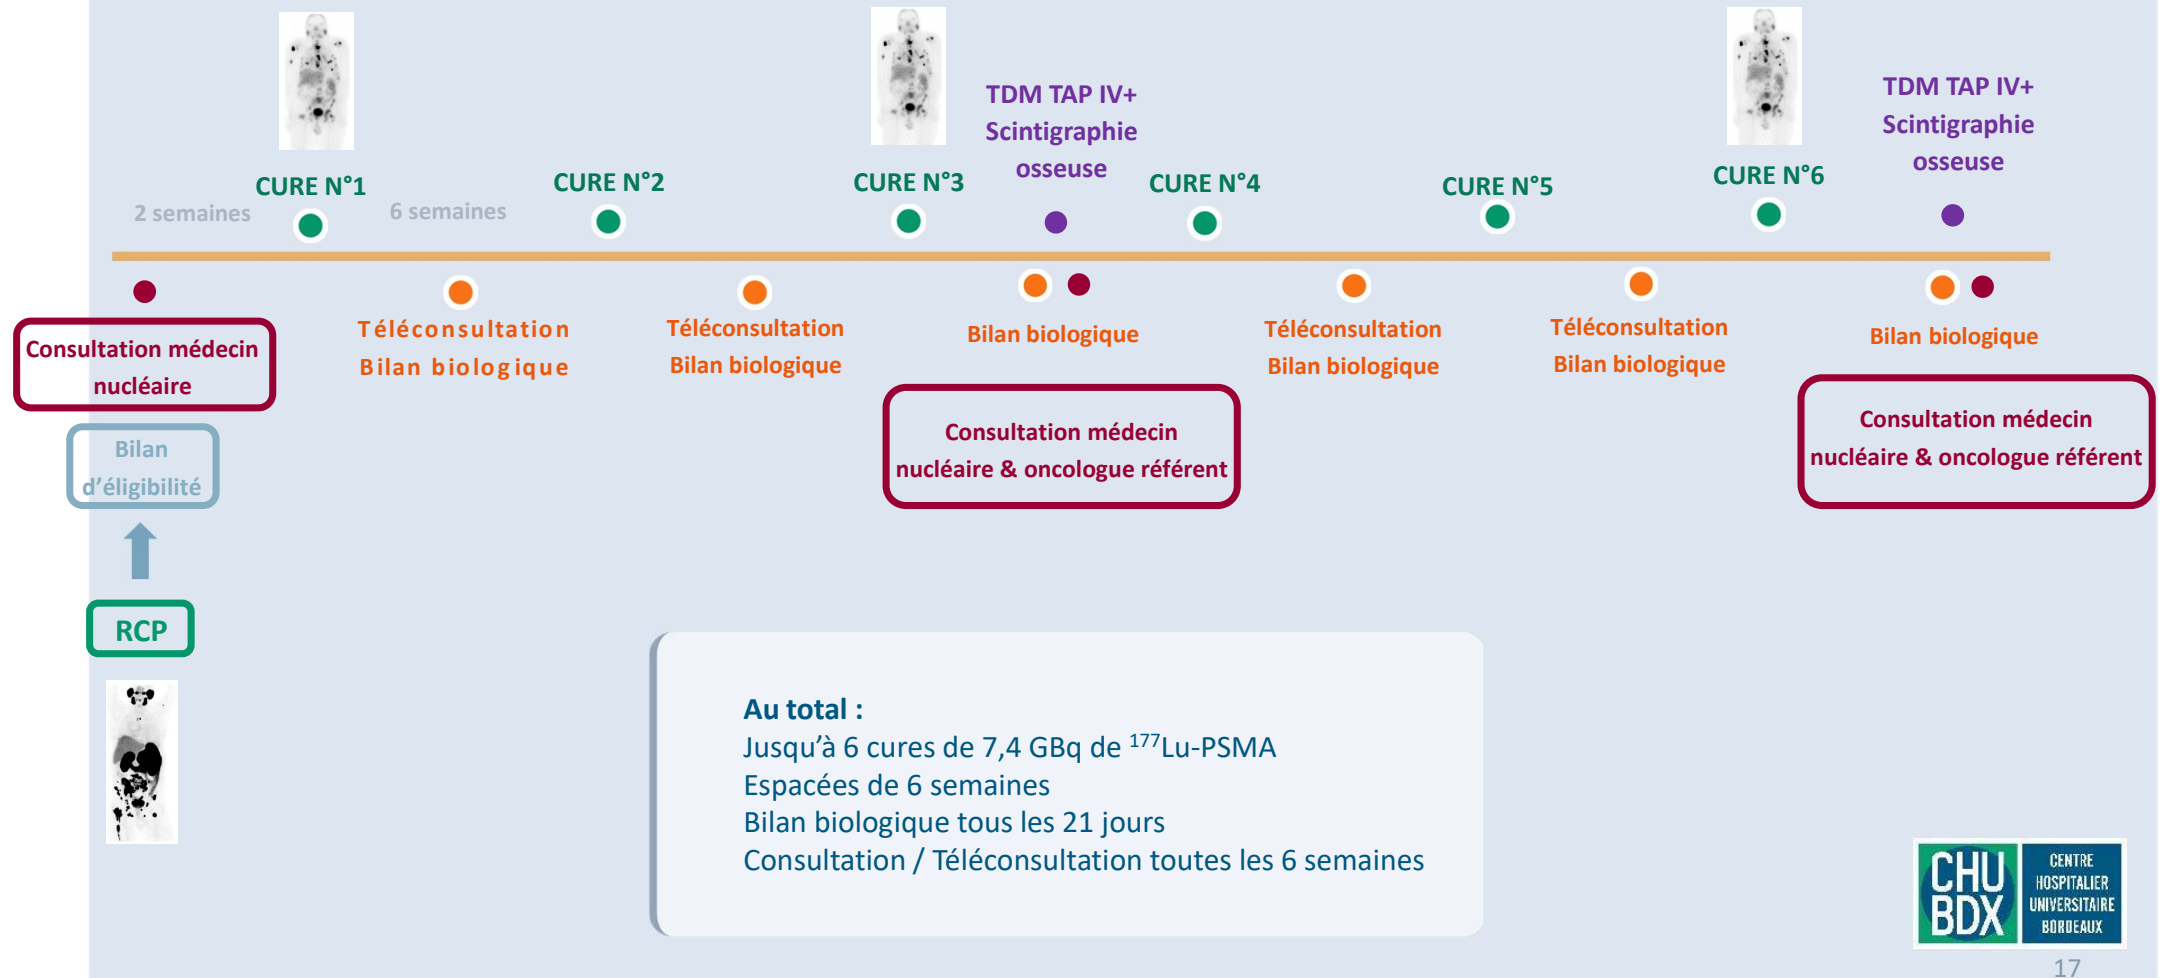 TDM TAP IV+
Scintigraphie
osseuse
TDM TAP IV+
Scintigraphie
osseuse
CURE N°1
CURE N°2
CURE N°3
CURE N°4
CURE N°5
CURE N°6
2 semaines
6 semaines
Consultation médecin
nucléaire
Téléconsultation
Bilan biologique
Téléconsultation
Bilan biologique
Bilan biologique
Téléconsultation
Bilan biologique
Téléconsultation
Bilan biologique
Bilan biologique
Consultation médecin
nucléaire & oncologue référent
Consultation médecin
nucléaire & oncologue référent
Bilan
d'éligibilité
RCP
Au total :
Jusqu'à 6 cures de 7,4 GBq de ¹⁷⁷Lu-PSMA
Espacées de 6 semaines
Bilan biologique tous les 21 jours
Consultation / Téléconsultation toutes les 6 semaines
CHU
BDX
CENTRE
HOSPITALIER
UNIVERSITAIRE
BORDEAUX
17